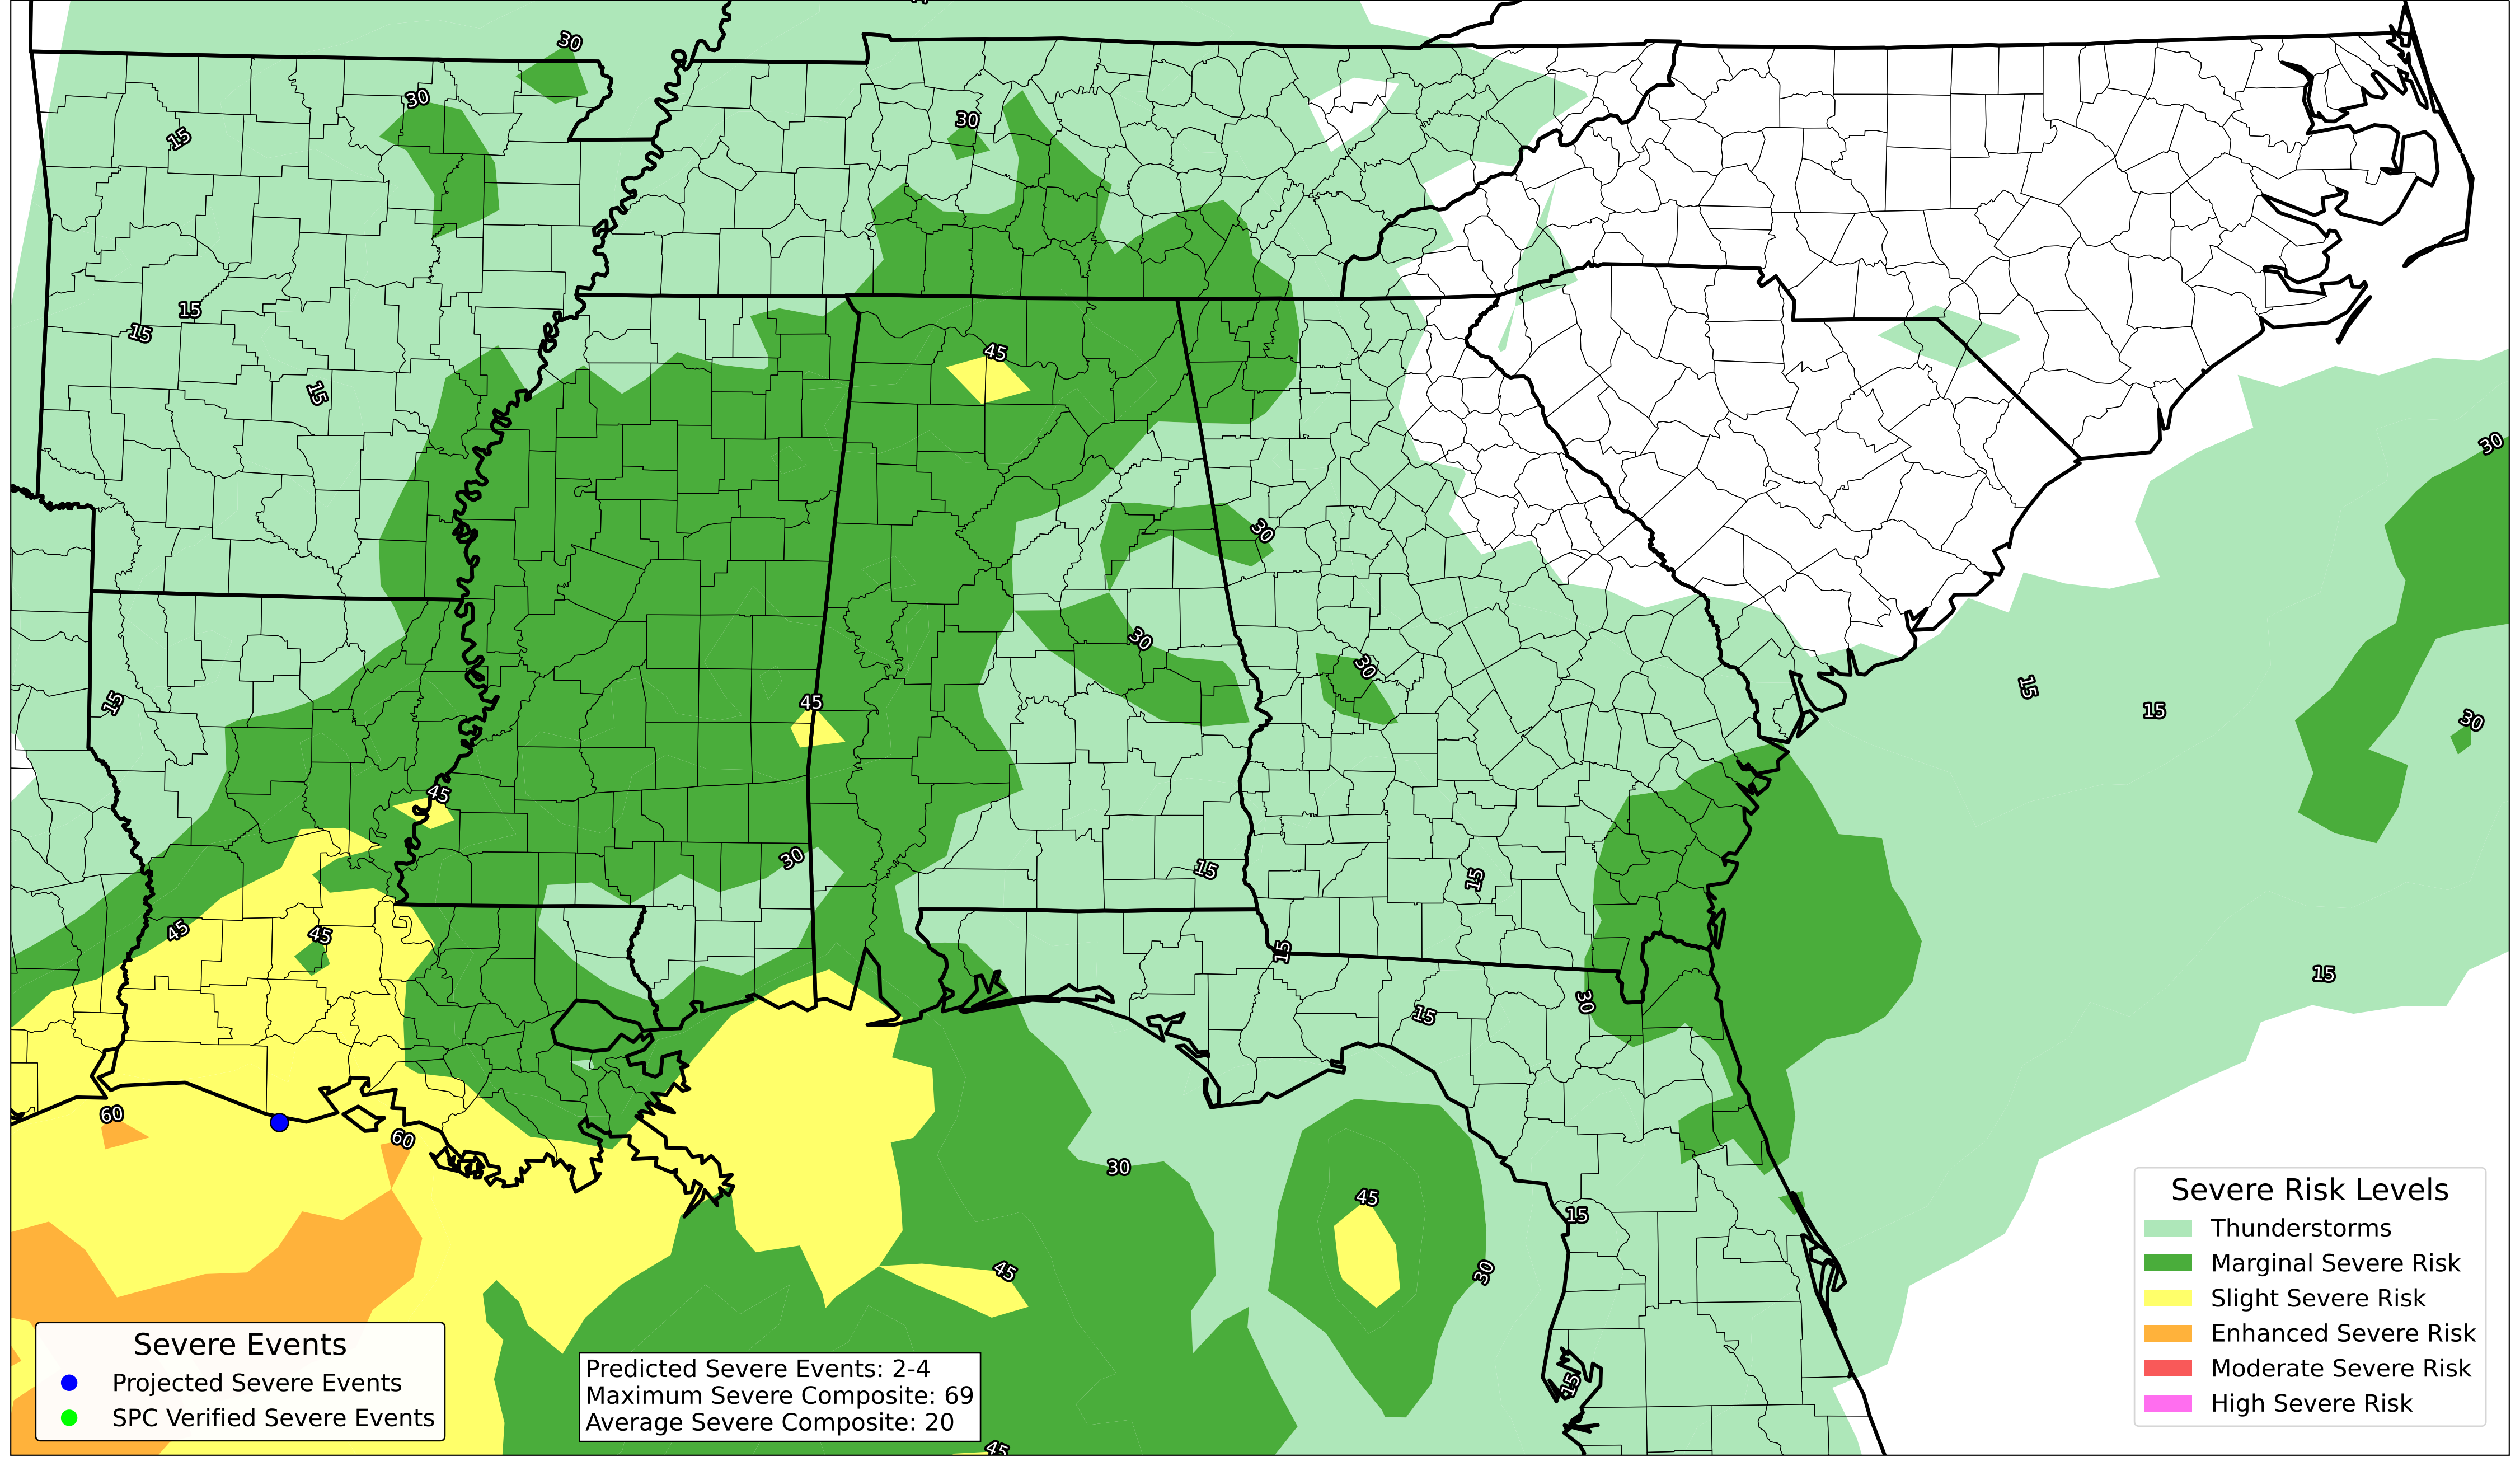 30
30
15
30
15
15
45
15
30
30
30
30
15
15
15
45
30
45
30
15
15
45
45
15
15
30
15
60
60
30
45
15
45
30
15
45
Severe Events
Projected Severe Events
SPC Verified Severe Events
Predicted Severe Events: 2-4
Maximum Severe Composite: 69
Average Severe Composite: 20
Severe Risk Levels
Thunderstorms
Marginal Severe Risk
Slight Severe Risk
Enhanced Severe Risk
Moderate Severe Risk
High Severe Risk